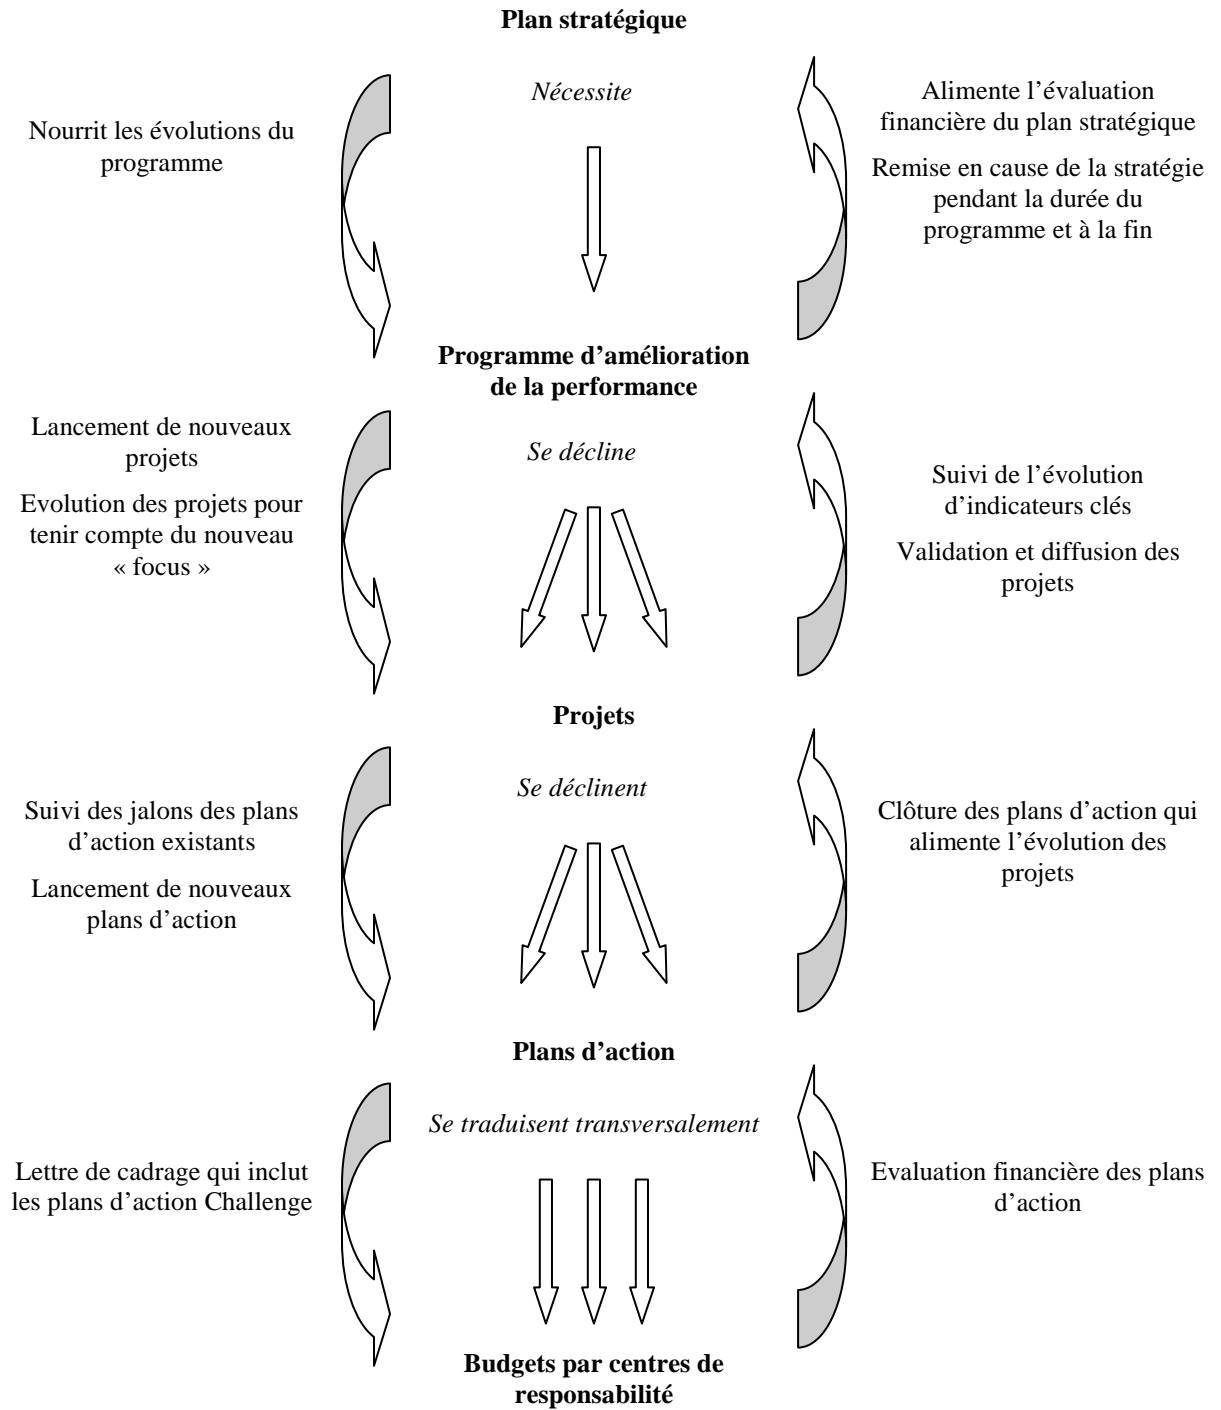 Plan stratégique
Nécessite
Nourrit les évolutions du
programme
Alimente l’évaluation
financière du plan stratégique
Remise en cause de la stratégie
pendant la durée du
programme et à la fin
Programme d’amélioration
de la performance
Lancement de nouveaux
projets
Evolution des projets pour
tenir compte du nouveau
« focus »
Se décline
Suivi de l’évolution
d’indicateurs clés
Validation et diffusion des
projets
Projets
Se déclinent
Suivi des jalons des plans
d’action existants
Lancement de nouveaux
plans d’action
Clôture des plans d’action qui
alimente l’évolution des
projets
Plans d’action
Se traduisent transversalement
Lettre de cadrage qui inclut
les plans d’action Challenge
Evaluation financière des plans
d’action
Budgets par centres de
responsabilité